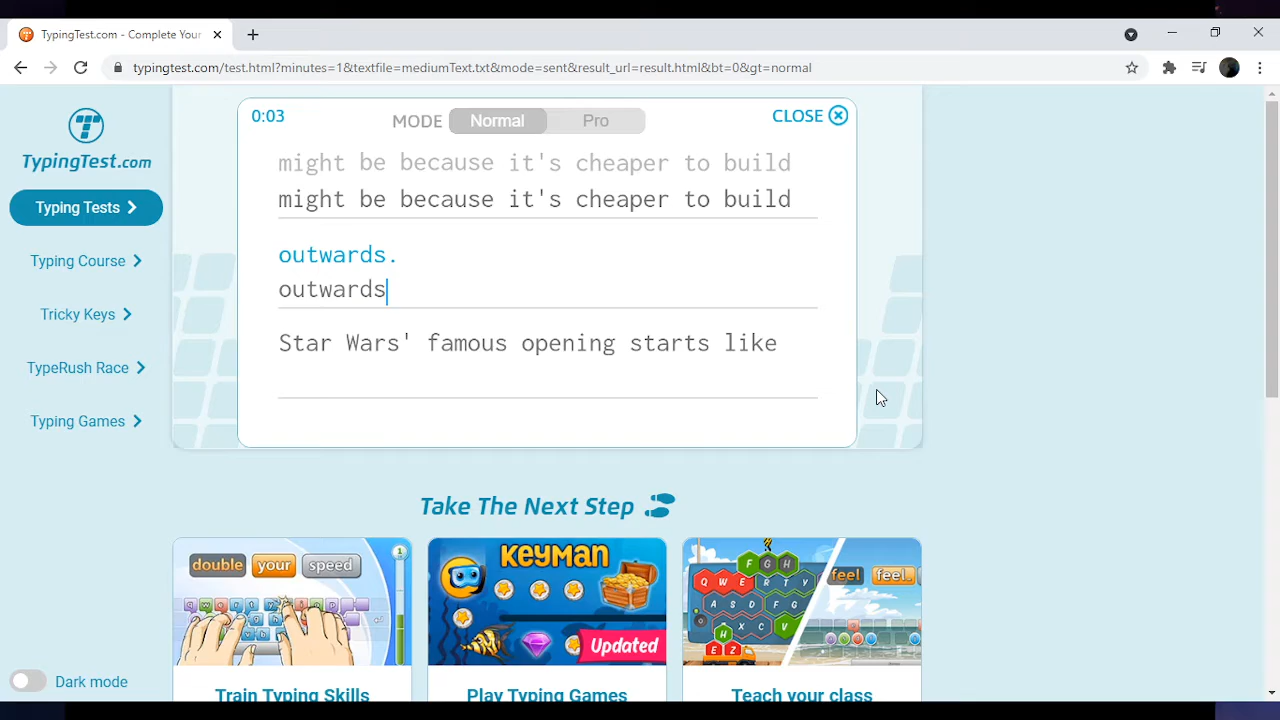 TypingTest.com - Complete Your
typingtest.com/test.html?minutes=1&textfile=mediumText.txt&mode=sent&result_url=result.html&bt=0&gt=normal
TypingTest.com
Typing Tests
Typing Course
Tricky Keys
TypeRush Race
Typing Games
Dark mode
0:03
MODE Normal Pro
CLOSE
might be because it's cheaper to build
might be because it's cheaper to build
outwards.
outwards
Star Wars' famous opening starts like
Take The Next Step
double your speed
Train Typing Skills
KEYMAN
Updated
Play Typing Games
F G H
Q W E R T Y
A S D F G
X C V
H
E Z
feel feel..
Teach your class